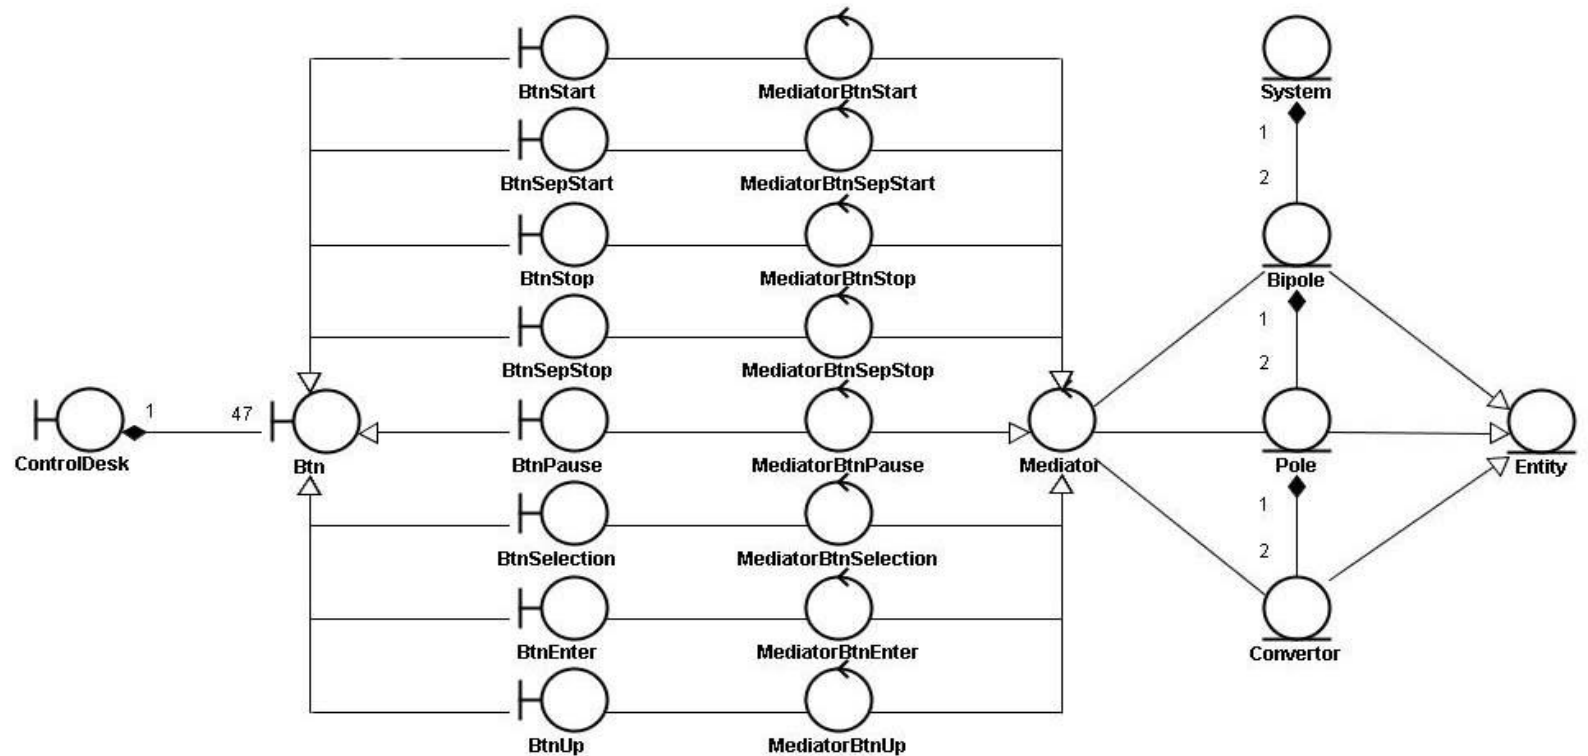 BtnStart
MediatorBtnStart
System
1
BtnSepStart
MediatorBtnSepStart
2
BtnStop
MediatorBtnStop
Bipole
1
BtnSepStop
MediatorBtnSepStop
2
1
47
ControlDesk
Btn
BtnPause
MediatorBtnPause
Mediator
Pole
Entity
1
BtnSelection
MediatorBtnSelection
2
BtnEnter
MediatorBtnEnter
Convertor
BtnUp
MediatorBtnUp